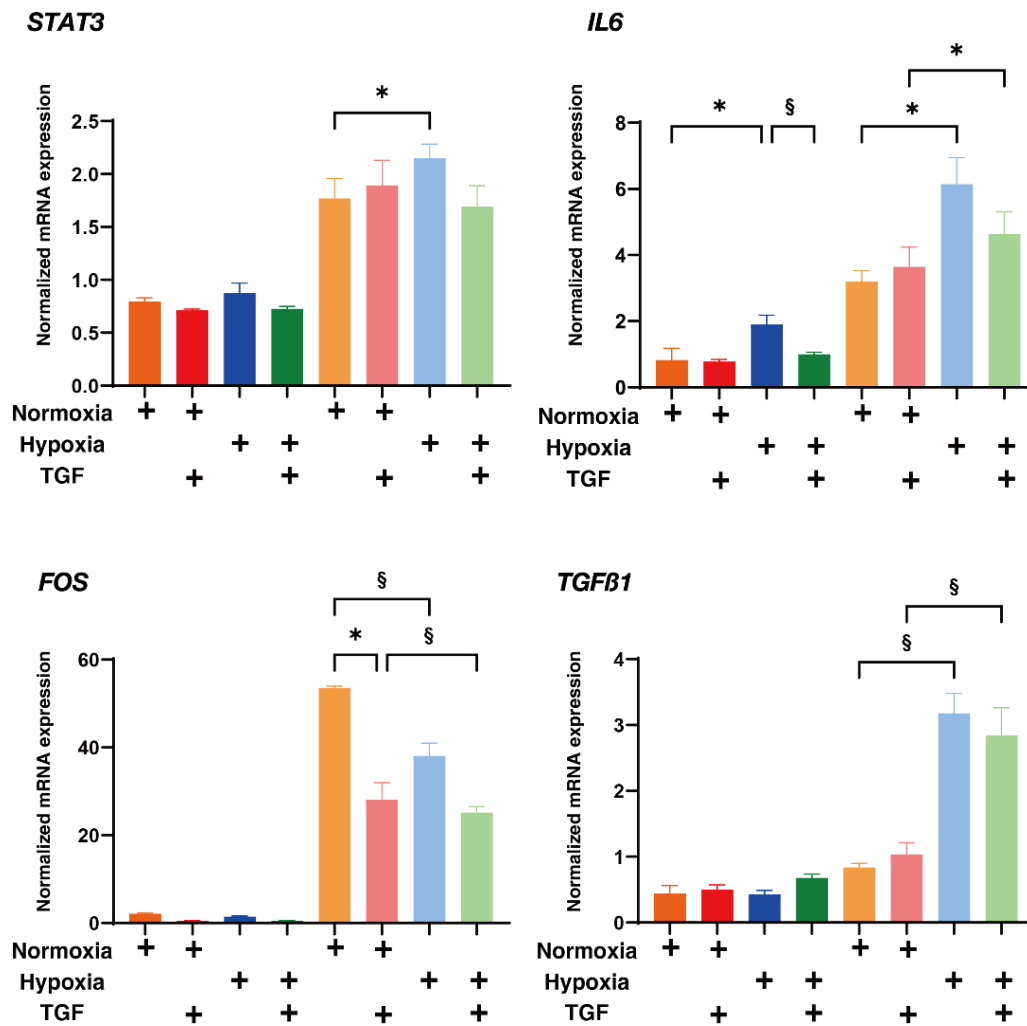 STAT3
Normalized mRNA expression
*
2.5
2.0
1.5
1.0
0.5
0.0
Normoxia + + + +
Hypoxia + + + +
TGF + + + +
IL6
Normalized mRNA expression
*
* § *
8
6
4
2
0
Normoxia + + + +
Hypoxia + + + +
TGF + + + +
FOS
Normalized mRNA expression
§
* §
60
40
20
0
Normoxia + + + +
Hypoxia + + + +
TGF + + + +
TGFß1
Normalized mRNA expression
§
§
4
3
2
1
0
Normoxia + + + +
Hypoxia + + + +
TGF + + + +